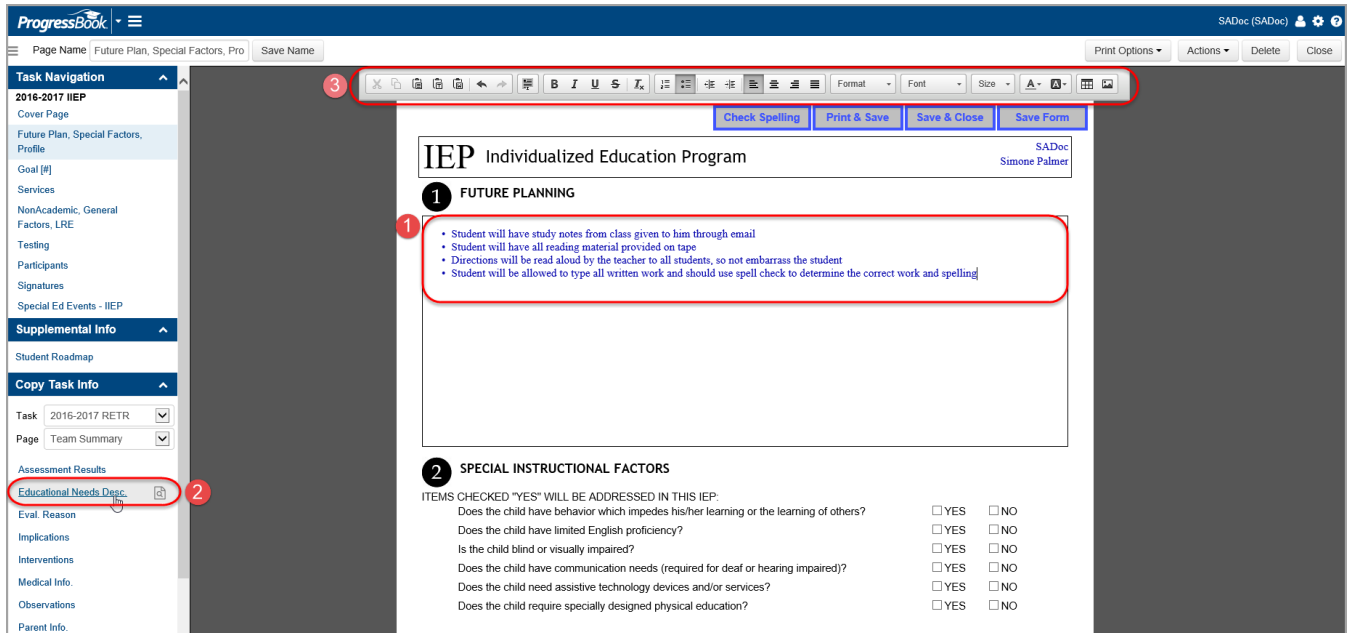 ProgressBook
SADoc (SADoc)
Page Name Future Plan, Special Factors, Pro Save Name Print Options Actions Delete Close
Task Navigation
2016-2017 IIEP
Cover Page
Future Plan, Special Factors,
Profile
Goal [#]
Services
NonAcademic, General
Factors, LRE
Testing
Participants
Signatures
Special Ed Events - IIEP
Supplemental Info
Student Roadmap
Copy Task Info
Task 2016-2017 RETR
Page Team Summary
Assessment Results
Educational Needs Desc. 2
Eval. Reason
Implications
Interventions
Medical Info.
Observations
Parent Info.
3 B I U S Ix Format Font Size A A
Check Spelling Print & Save Save & Close Save Form
IEP Individualized Education Program
SADoc
Simone Palmer
1 FUTURE PLANNING
1
• Student will have study notes from class given to him through email
• Student will have all reading material provided on tape
• Directions will be read aloud by the teacher to all students, so not embarrass the student
• Student will be allowed to type all written work and should use spell check to determine the correct work and spelling
2 SPECIAL INSTRUCTIONAL FACTORS
ITEMS CHECKED "YES" WILL BE ADDRESSED IN THIS IEP:
Does the child have behavior which impedes his/her learning or the learning of others? YES NO
Does the child have limited English proficiency? YES NO
Is the child blind or visually impaired? YES NO
Does the child have communication needs (required for deaf or hearing impaired)? YES NO
Does the child need assistive technology devices and/or services? YES NO
Does the child require specially designed physical education? YES NO